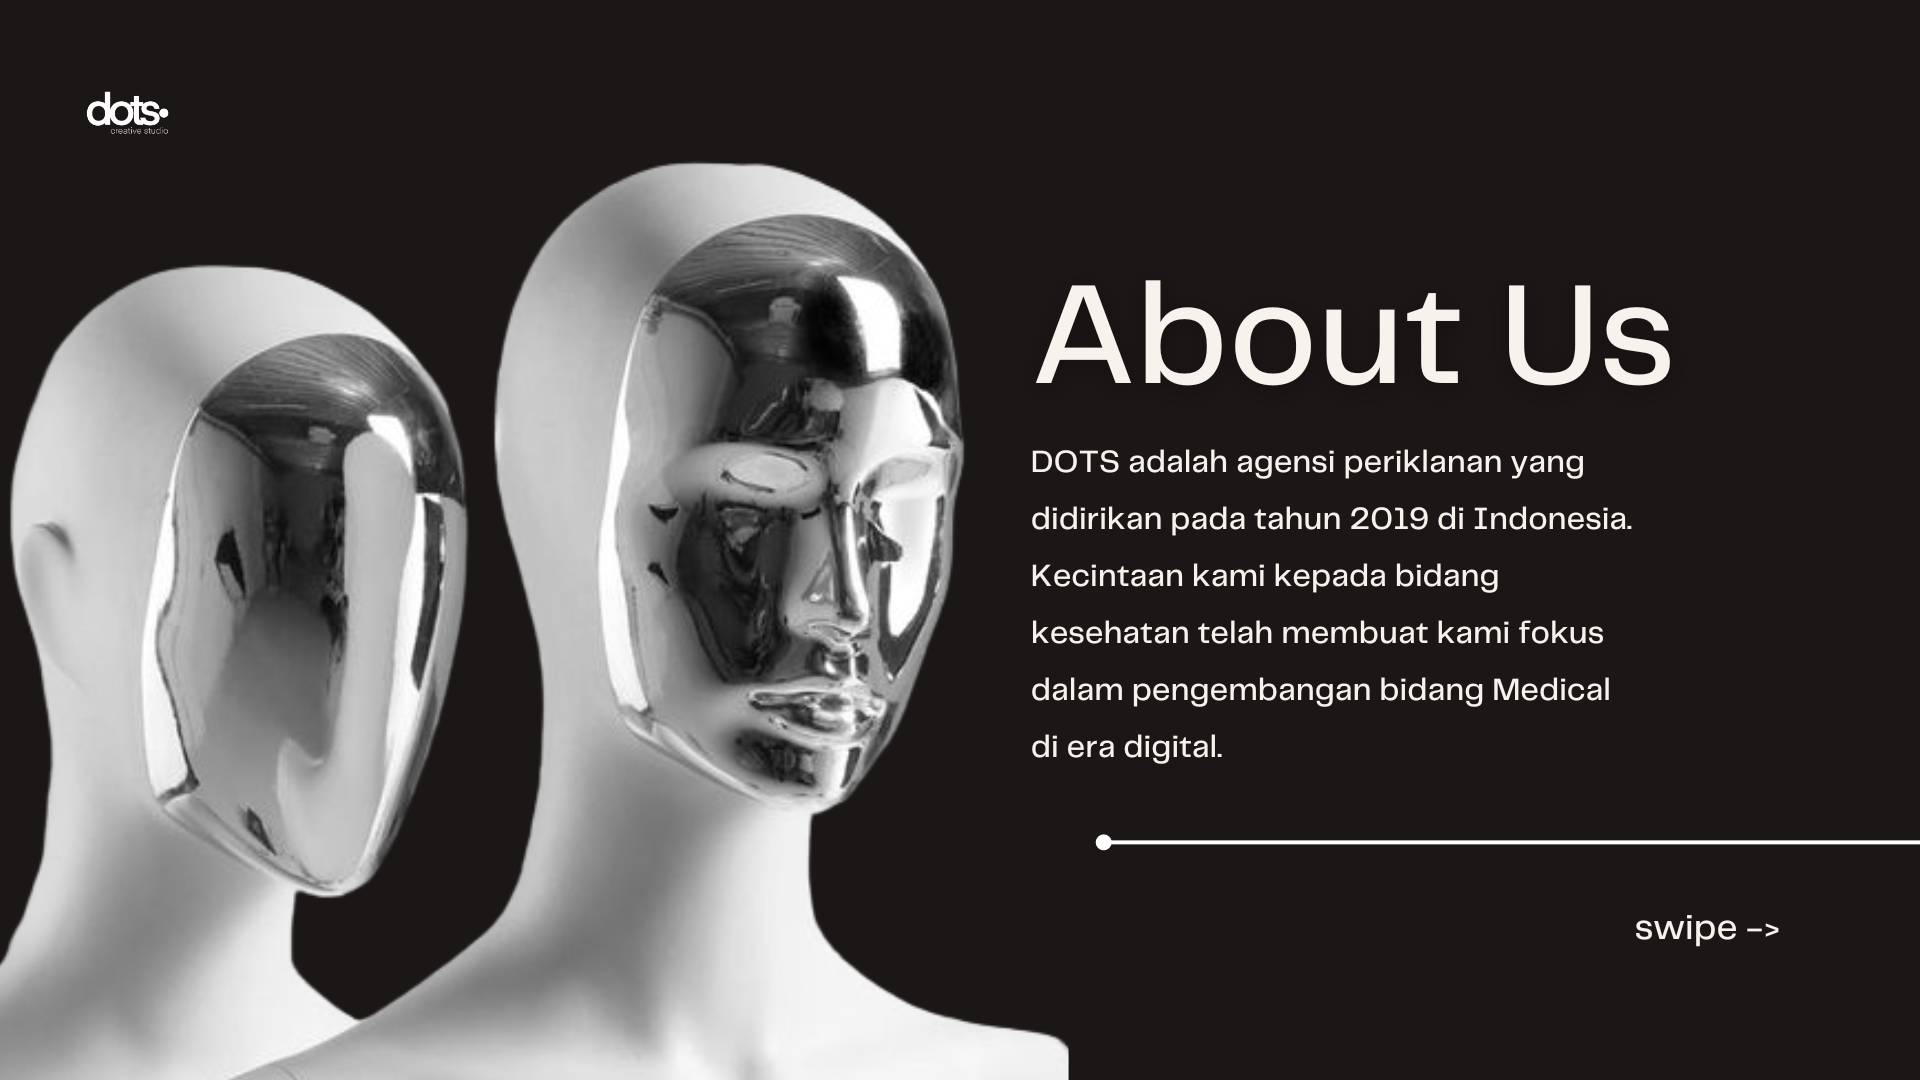 dots.
creative studio
About Us
DOTS adalah agensi periklanan yang
didirikan pada tahun 2019 di Indonesia.
Kecintaan kami kepada bidang
kesehatan telah membuat kami fokus
dalam pengembangan bidang Medical
di era digital.
swipe –>